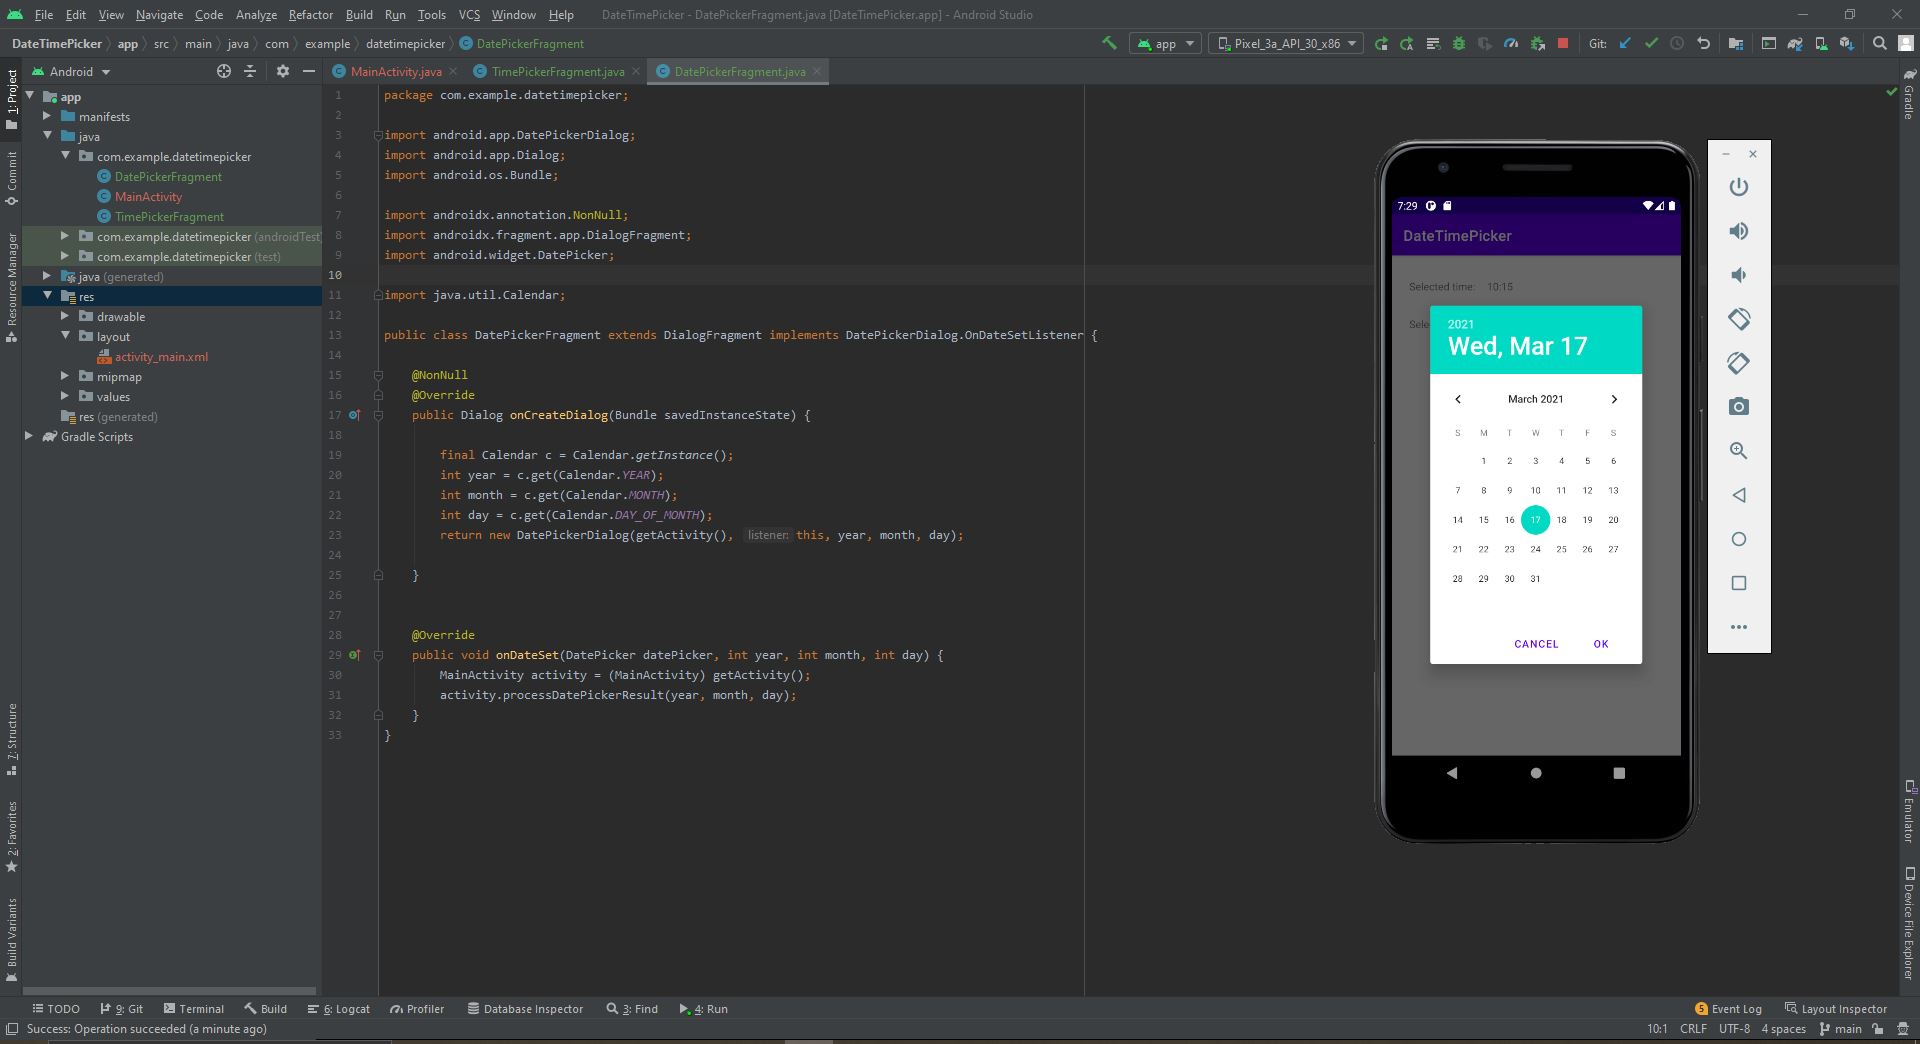 File Edit View Navigate Code Analyze Refactor Build Run Tools VCS Window Help DateTimePicker - DatePickerFragment.java [DateTimePicker.app] - Android Studio
DateTimePicker app src main java com example datetimepicker DatePickerFragment app Pixel_3a_API_30_x86 Git:
Android
MainActivity.java TimePickerFragment.java DatePickerFragment.java
1: Project
Commit
Resource Manager
7: Structure
2: Favorites
Build Variants
app
manifests
java
com.example.datetimepicker
DatePickerFragment
MainActivity
TimePickerFragment
com.example.datetimepicker (androidTest
com.example.datetimepicker (test)
java (generated)
res
drawable
layout
activity_main.xml
mipmap
values
res (generated)
Gradle Scripts
1 package com.example.datetimepicker;
2
3 import android.app.DatePickerDialog;
4 import android.app.Dialog;
5 import android.os.Bundle;
6
7 import androidx.annotation.NonNull;
8 import androidx.fragment.app.DialogFragment;
9 import android.widget.DatePicker;
10
11 import java.util.Calendar;
12
13 public class DatePickerFragment extends DialogFragment implements DatePickerDialog.OnDateSetListener {
14
15 @NonNull
16 @Override
17 public Dialog onCreateDialog(Bundle savedInstanceState) {
18
19 final Calendar c = Calendar.getInstance();
20 int year = c.get(Calendar.YEAR);
21 int month = c.get(Calendar.MONTH);
22 int day = c.get(Calendar.DAY_OF_MONTH);
23 return new DatePickerDialog(getActivity(), listener: this, year, month, day);
24
25 }
26
27
28 @Override
29 public void onDateSet(DatePicker datePicker, int year, int month, int day) {
30 MainActivity activity = (MainActivity) getActivity();
31 activity.processDatePickerResult(year, month, day);
32 }
33 }
7:29
DateTimePicker
Selected time: 10:15
Sele
2021
Wed, Mar 17
March 2021
S M T W T F S
1 2 3 4 5 6
7 8 9 10 11 12 13
14 15 16 17 18 19 20
21 22 23 24 25 26 27
28 29 30 31
CANCEL OK
Gradle
Emulator
Device File Explorer
TODO 9: Git Terminal Build 6: Logcat Profiler Database Inspector 3: Find 4: Run 5 Event Log Layout Inspector
Success: Operation succeeded (a minute ago) 10:1 CRLF UTF-8 4 spaces main